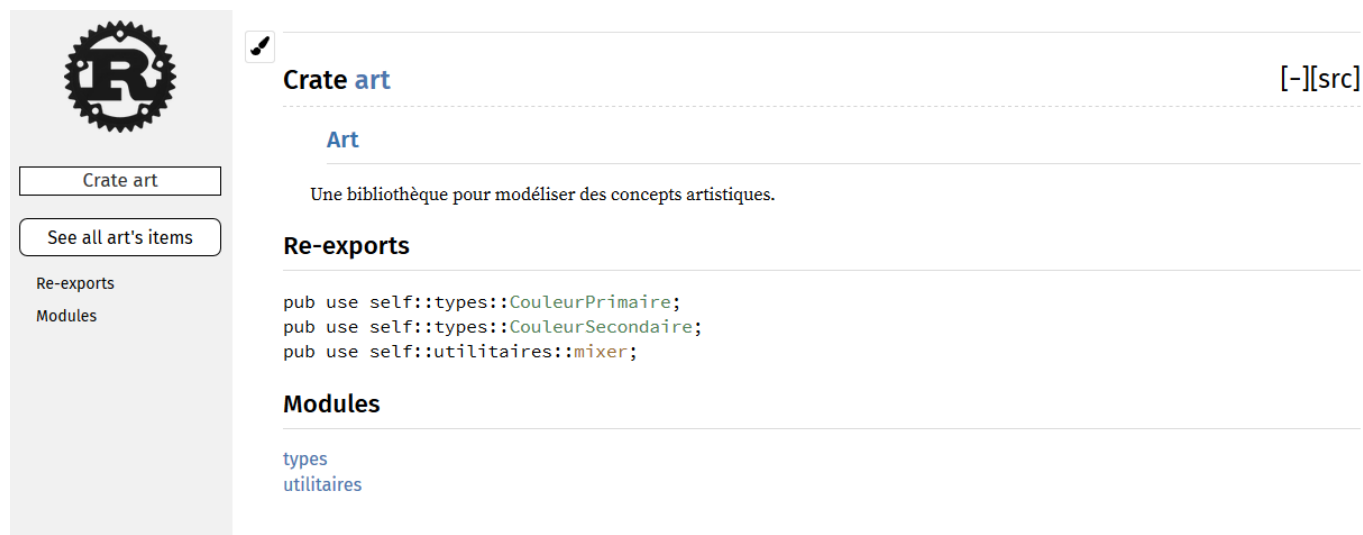 R
Crate art
See all art's items
Re-exports
Modules
Crate art
[-][src]
Art
Une bibliothèque pour modéliser des concepts artistiques.
Re-exports
pub use self::types::CouleurPrimaire;
pub use self::types::CouleurSecondaire;
pub use self::utilitaires::mixer;
Modules
types
utilitaires